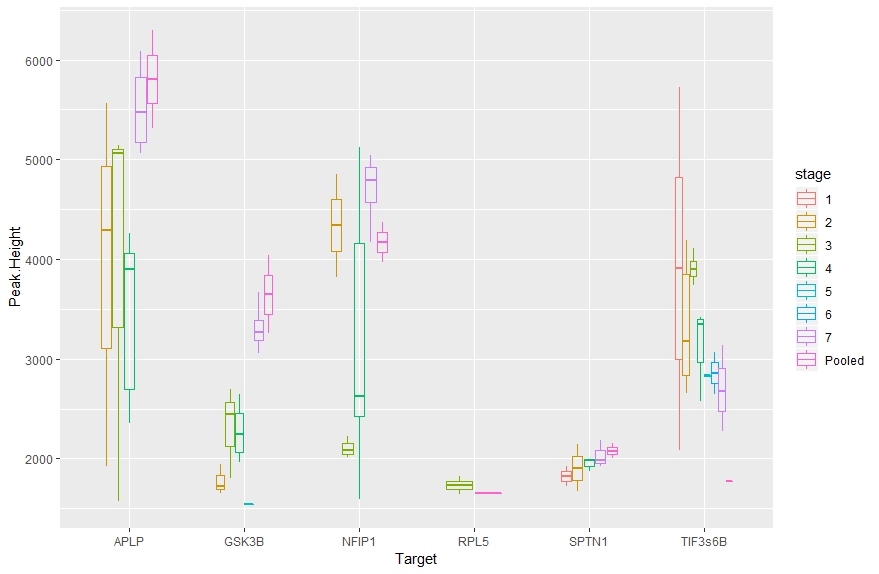 6000
5000
4000
3000
2000
Peak.Height
APLP
GSK3B
NFIP1
RPL5
SPTN1
TIF3s6B
Target
stage
1
2
3
4
5
6
7
Pooled